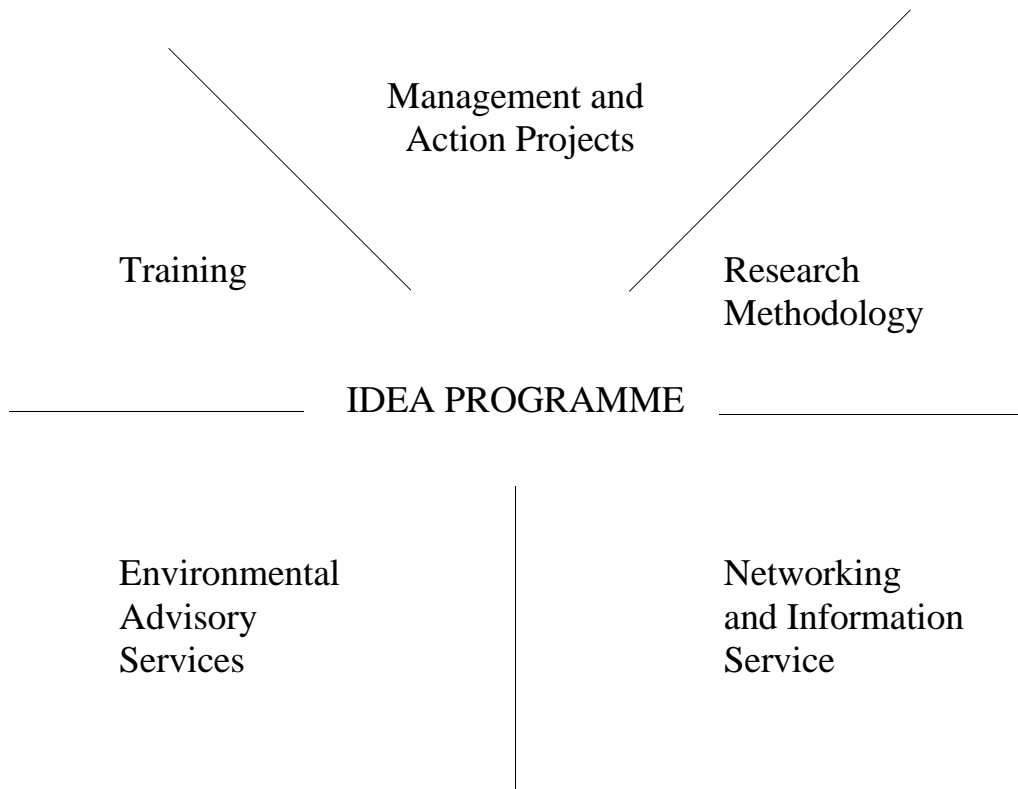 Management and
Action Projects
Training
Research
Methodology
IDEA PROGRAMME
Environmental
Advisory
Services
Networking
and Information
Service